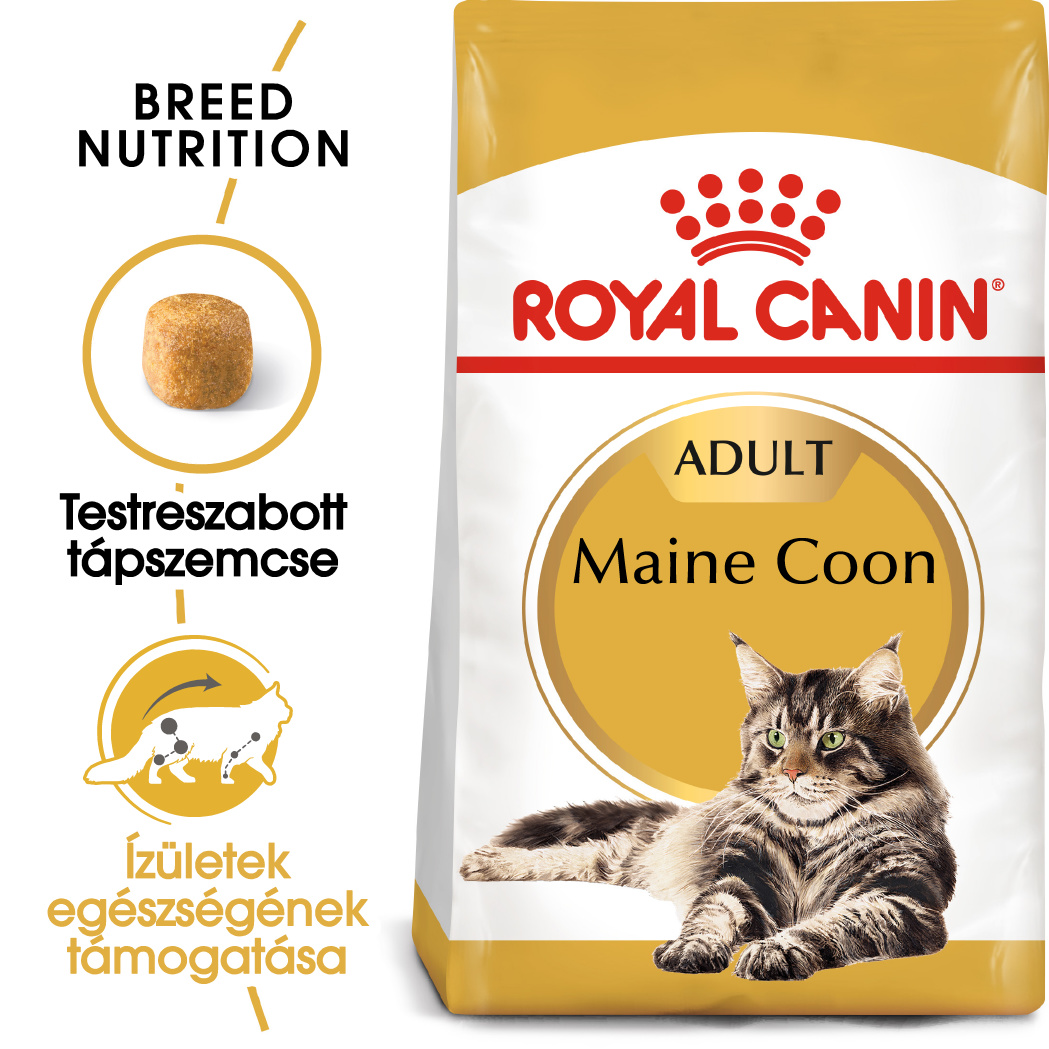 BREED
NUTRITION
Testreszabott
tápszemcse
Ízületek
egészségének
támogatása
ROYAL CANIN®
ADULT
Maine Coon